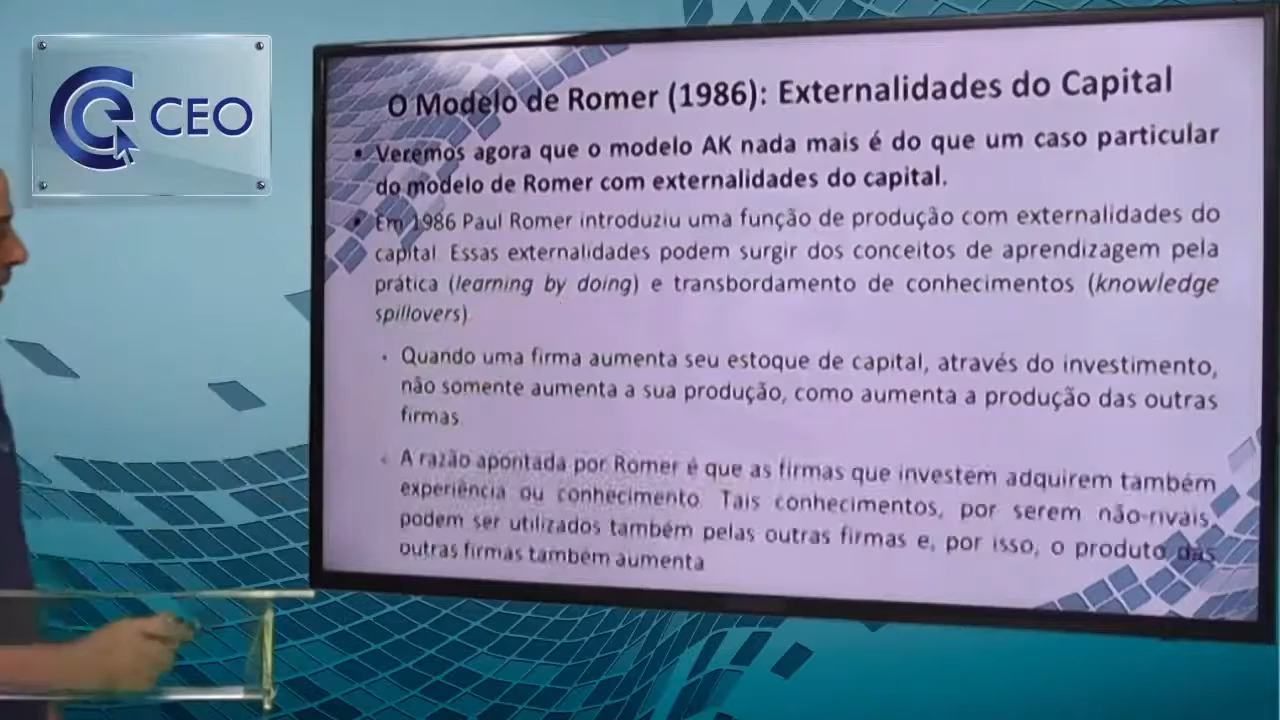 CEO
O Modelo de Romer (1986): Externalidades do Capital
• Veremos agora que o modelo AK nada mais é do que um caso particular
do modelo de Romer com externalidades do capital.
• Em 1986 Paul Romer introduziu uma função de produção com externalidades do
capital. Essas externalidades podem surgir dos conceitos de aprendizagem pela
prática (learning by doing) e transbordamento de conhecimentos (knowledge
spillovers).
• Quando uma firma aumenta seu estoque de capital, através do investimento,
não somente aumenta a sua produção, como aumenta a produção das outras
firmas.
• A razão apontada por Romer é que as firmas que investem adquirem também
experiência ou conhecimento. Tais conhecimentos, por serem não-rivais,
podem ser utilizados também pelas outras firmas e, por isso, o produto das
outras firmas também aumenta